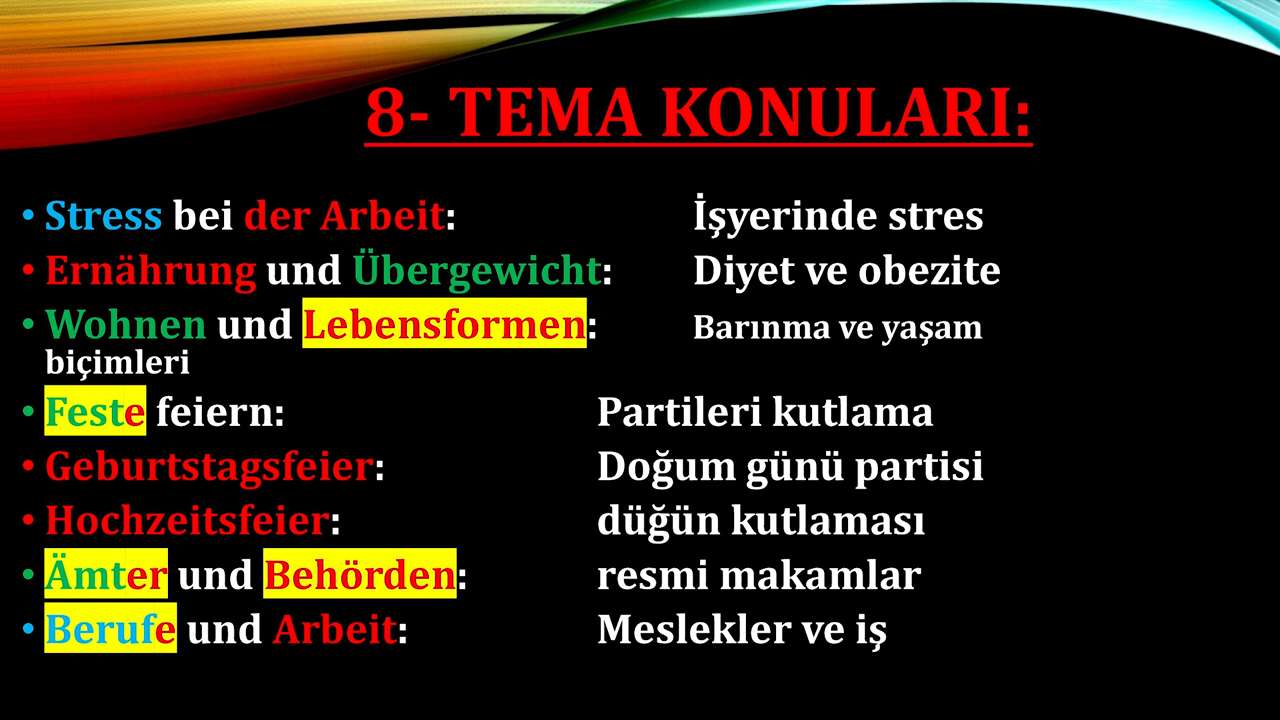 8- TEMA KONULARI:
• Stress bei der Arbeit: İşyerinde stres
• Ernährung und Übergewicht: Diyet ve obezite
• Wohnen und Lebensformen: Barınma ve yaşam
biçimleri
• Feste feiern: Partileri kutlama
• Geburtstagsfeier: Doğum günü partisi
• Hochzeitsfeier: düğün kutlaması
• Ämter und Behörden: resmi makamlar
• Berufe und Arbeit: Meslekler ve iş